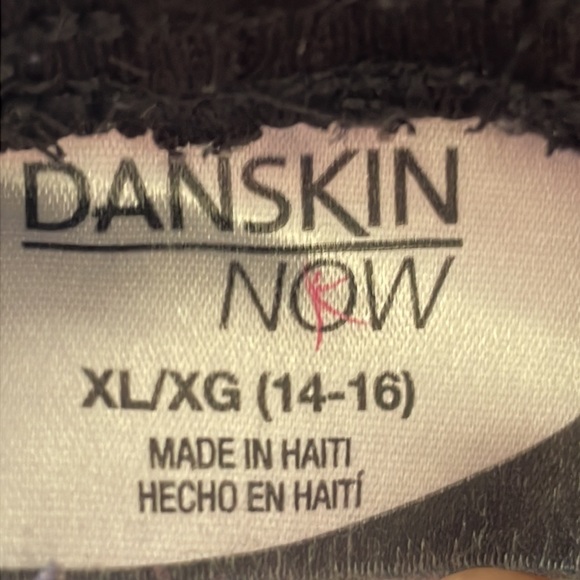 DANSKIN
NOW
XL/XG (14-16)
MADE IN HAITI
HECHO EN HAITÍ